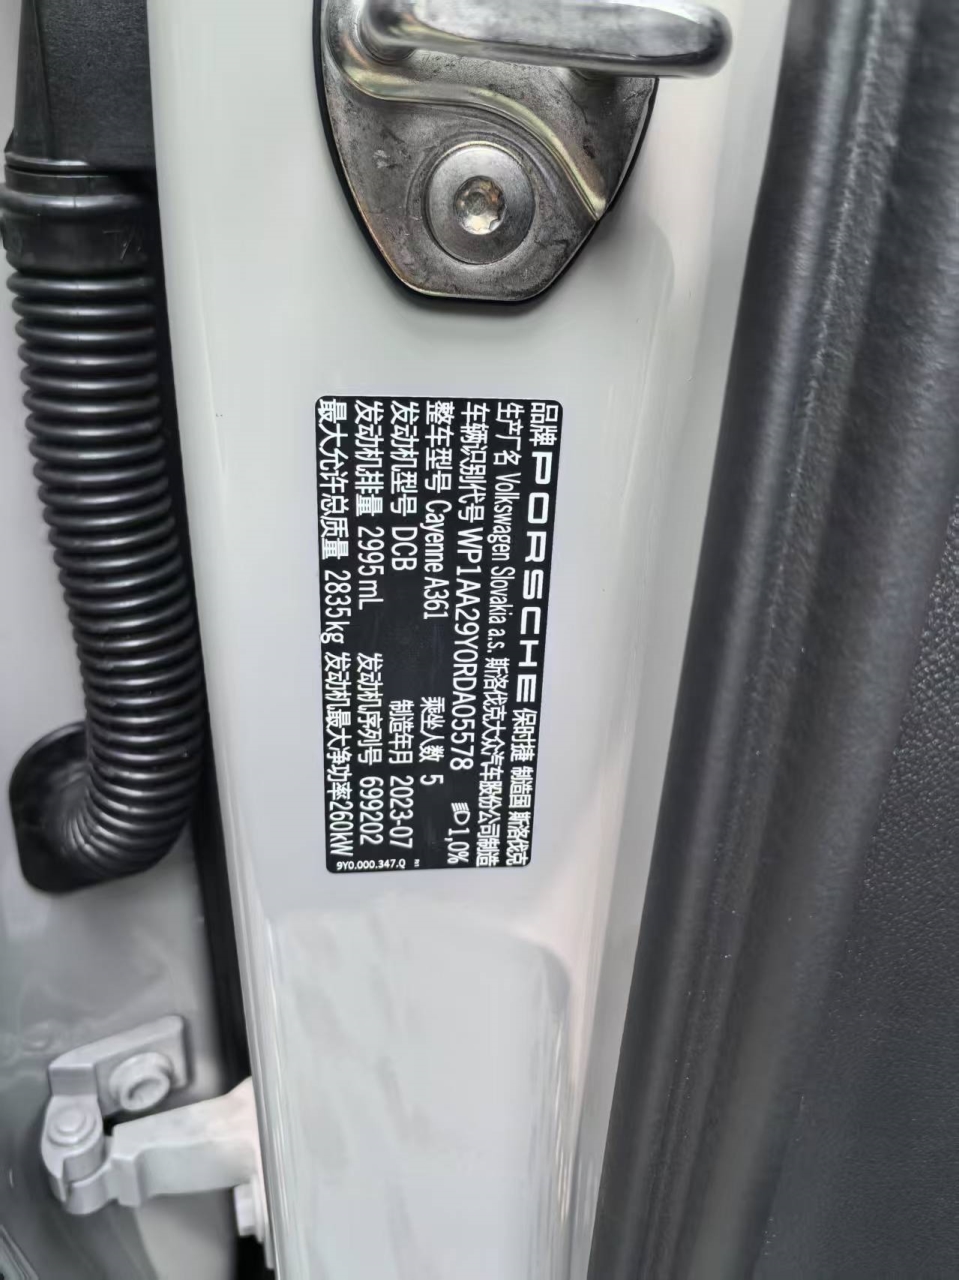 品牌 PORSCHE 保时捷 制造国 斯洛伐克
生产厂名 Volkswagen Slovakia a.s. 斯洛伐克大众汽车股份公司制造
车辆识别代号 WP1AA29Y0RDA05578 1,0%
整车型号 Cayenne A361 乘坐人数 5
发动机型号 DCB 制造年月 2023-07
发动机排量 2995mL 发动机序列号 699202
最大允许总质量 2835kg 发动机最大净功率260kW
9Y0.000.347.Q